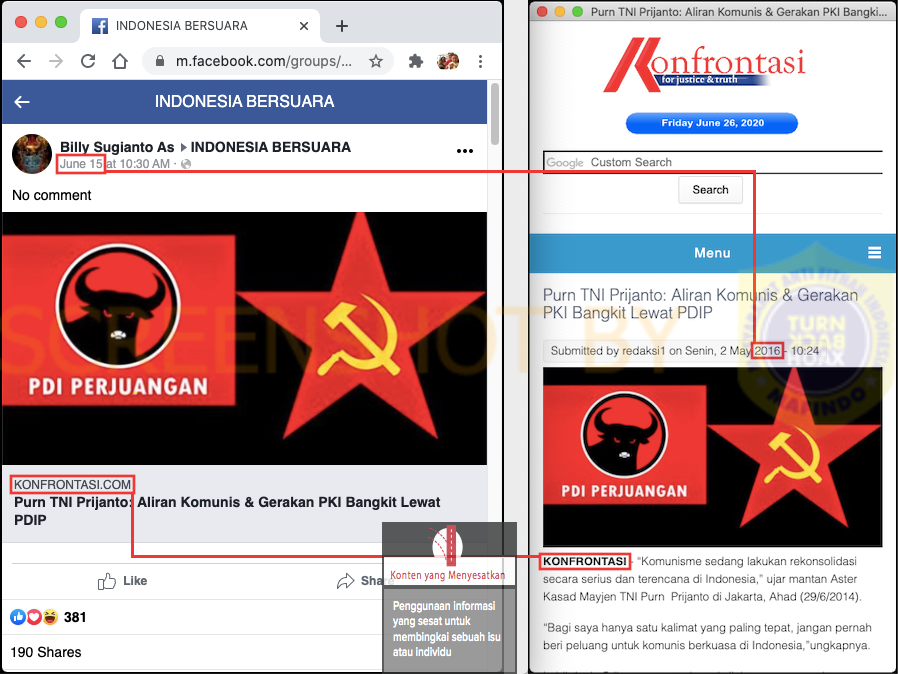 INDONESIA BERSUARA
m.facebook.com/groups/...
INDONESIA BERSUARA
Billy Sugianto As ▸ INDONESIA BERSUARA
June 15 at 10:30 AM ·
No comment
PDI PERJUANGAN
KONFRONTASI.COM
Purn TNI Prijanto: Aliran Komunis & Gerakan PKI Bangkit Lewat
PDIP
Like
Sha
381
190 Shares
SCREENSHOT BY
Konten yang Menyesatkan
Penggunaan Informasi
yang sesat untuk
membingkai sebuah isu
atau individu
Purn TNI Prijanto: Aliran Komunis & Gerakan PKI Bangki...
Konfrontasi
for justice & truth
Friday June 26, 2020
Google Custom Search
Search
Menu
Purn TNI Prijanto: Aliran Komunis & Gerakan
PKI Bangkit Lewat PDIP
Submitted by redaksi1 on Senin, 2 May 2016 - 10:24
MASYARAKAT ANTI FITNAH INDONESIA
TURN
BACK
HOAX
MAFINDO
PDI PERJUANGAN
KONFRONTASI - “Komunisme sedang lakukan rekonsolidasi
secara serius dan terencana di Indonesia,” ujar mantan Aster
Kasad Mayjen TNI Purn Prijanto di Jakarta, Ahad (29/6/2014).
“Bagi saya hanya satu kalimat yang paling tepat, jangan pernah
beri peluang untuk komunis berkuasa di Indonesia,”ungkapnya.